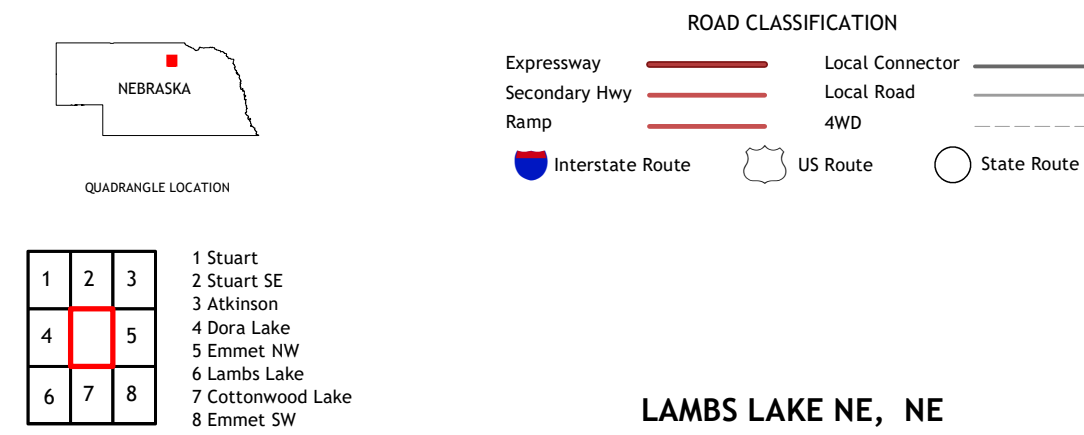 NEBRASKA
QUADRANGLE LOCATION
ROAD CLASSIFICATION
Expressway
Secondary Hwy
Ramp
Local Connector
Local Road
4WD
Interstate Route
US Route
State Route
1 2 3
4 5
6 7 8
1 Stuart
2 Stuart SE
3 Atkinson
4 Dora Lake
5 Emmet NW
6 Lambs Lake
7 Cottonwood Lake
8 Emmet SW
LAMBS LAKE NE, NE